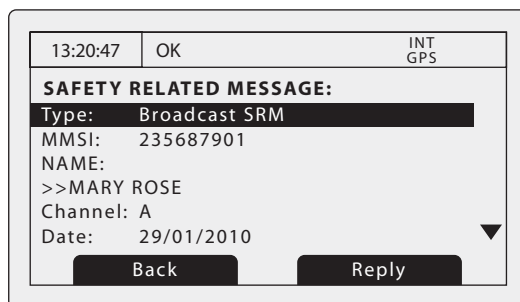 13:20:47 OK INT
GPS
SAFETY RELATED MESSAGE:
Type: Broadcast SRM
MMSI: 235687901
NAME:
>>MARY ROSE
Channel: A
Date: 29/01/2010
Back Reply